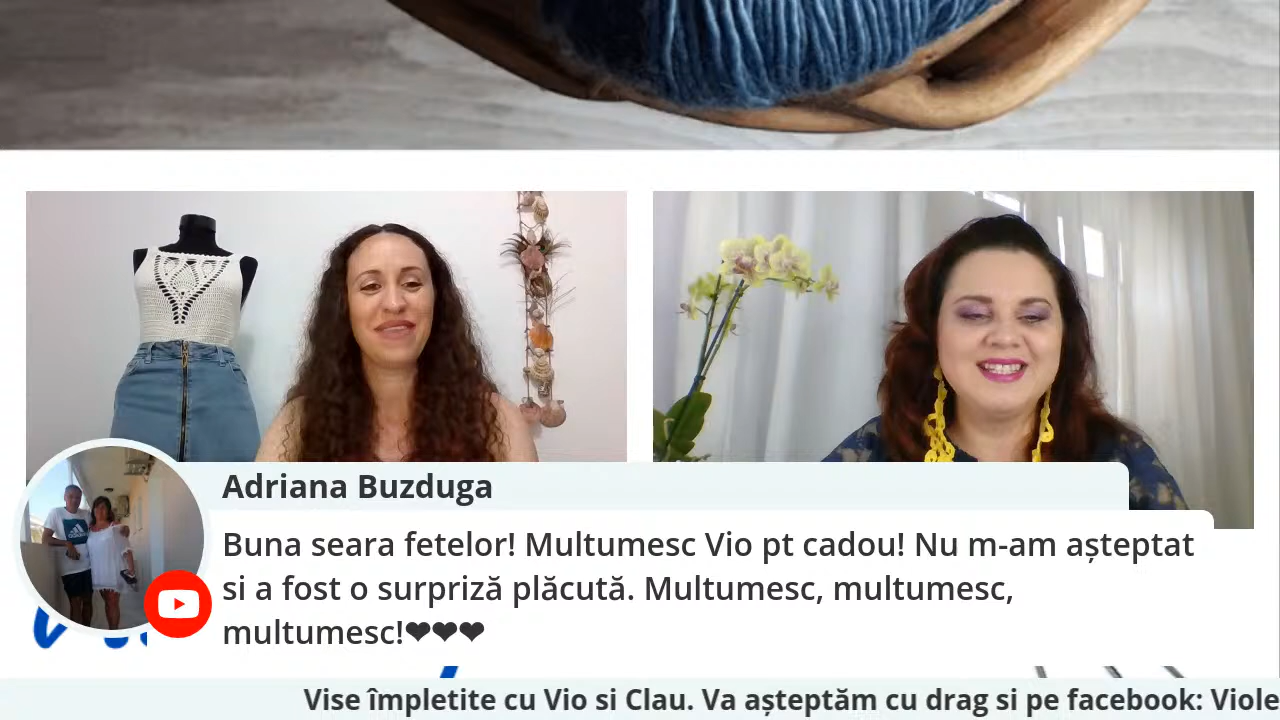 Adriana Buzduga
Buna seara fetelor! Multumesc Vio pt cadou! Nu m-am așteptat
si a fost o surpriză plăcută. Multumesc, multumesc,
multumesc!❤❤❤
Vise împletite cu Vio si Clau. Va așteptăm cu drag si pe facebook: Viole